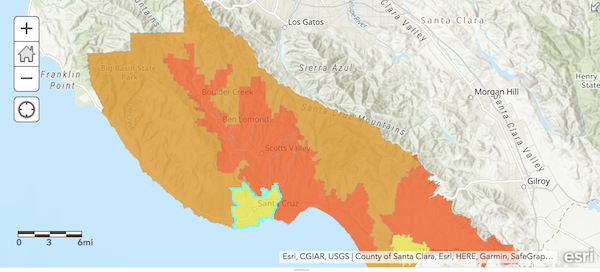 Los Gatos
Santa Clara
Santa Clara Valley
Big Basin State
Park
Sierra Azul
Franklin
Point
Boulder Creek
Morgan Hill
Ben Lomond
Santa Cruz Mountains
Scotts Valley
Santa Clara Valley
Gilroy
Henry
State
Santa Cruz
0 3 6mi
Esri, CGIAR, USGS | County of Santa Clara, Esri, HERE, Garmin, SafeGrap...
esri